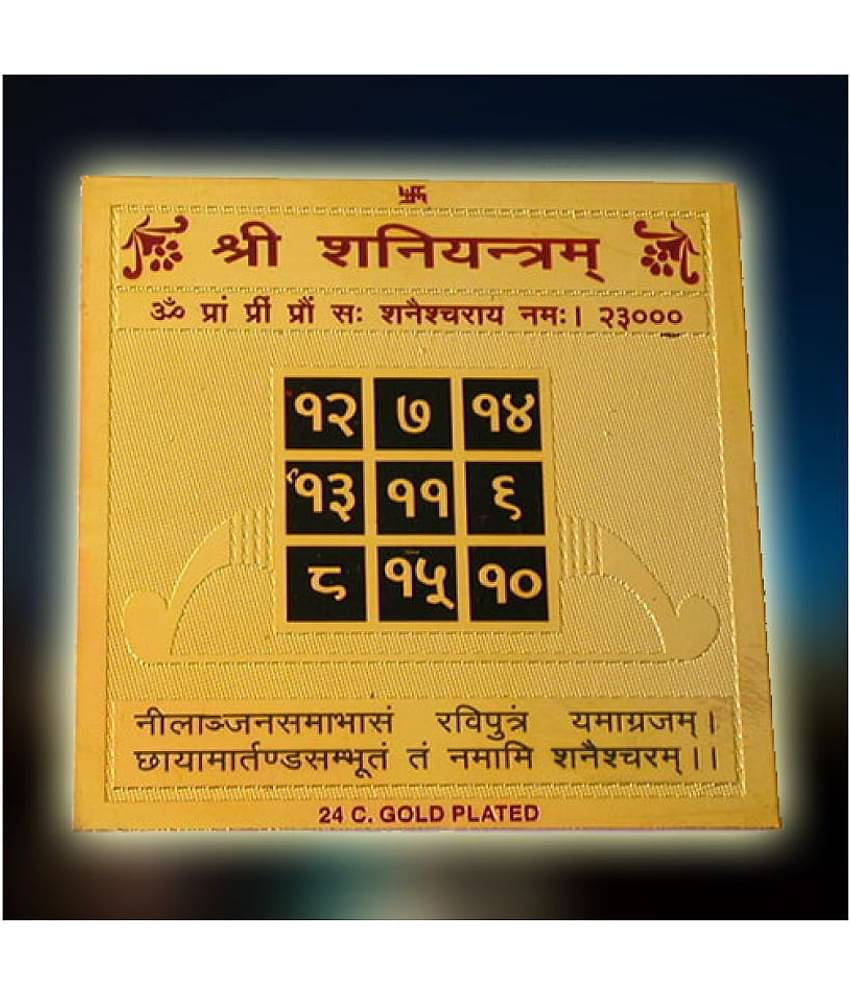 श्री शनियन्त्रम्
ॐ प्रां प्रीं प्रौं सः शनैश्चराय नमः। २३०००
१२ ७ १४
१३ ११ ६
८ १५ १०
नीलाञ्जनसमाभासं रविपुत्रं यमाग्रजम्।
छायामार्तण्डसम्भूतं तं नमामि शनैश्चरम्।।
24 C. GOLD PLATED